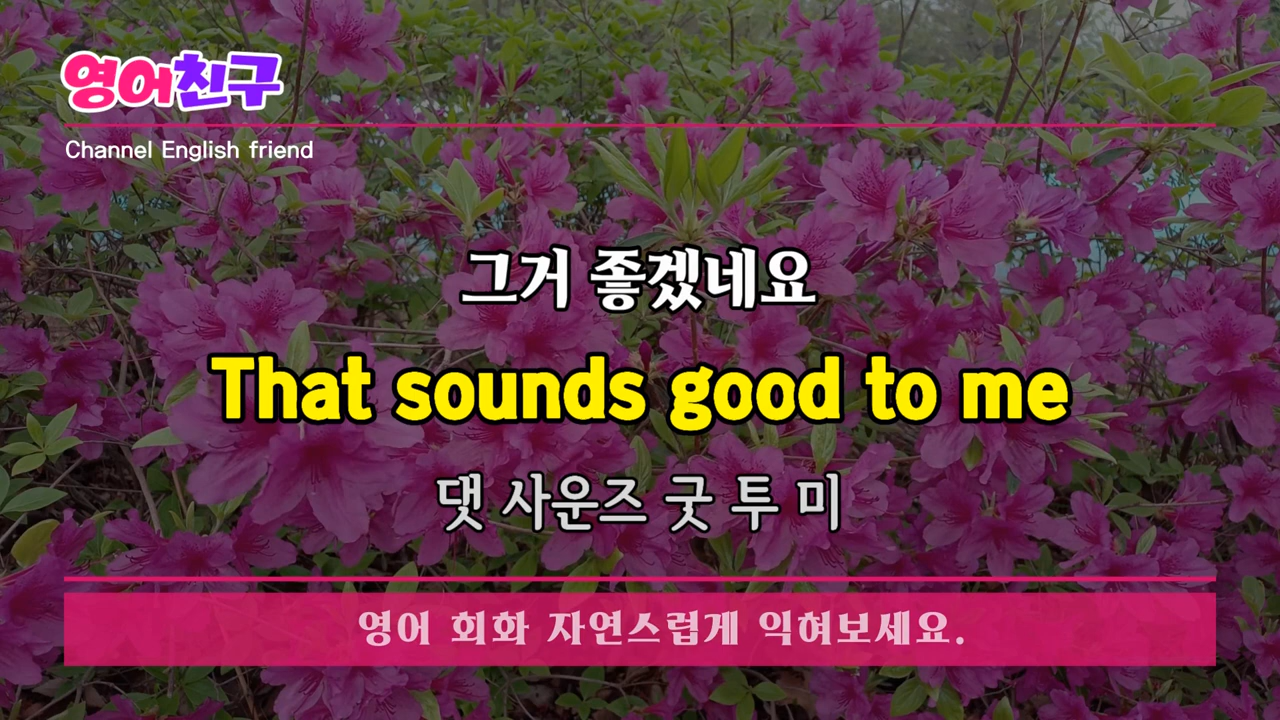 영어친구
Channel English friend
그거 좋겠네요
That sounds good to me
댓 사운즈 굿 투 미
영어 회화 자연스럽게 익혀보세요.